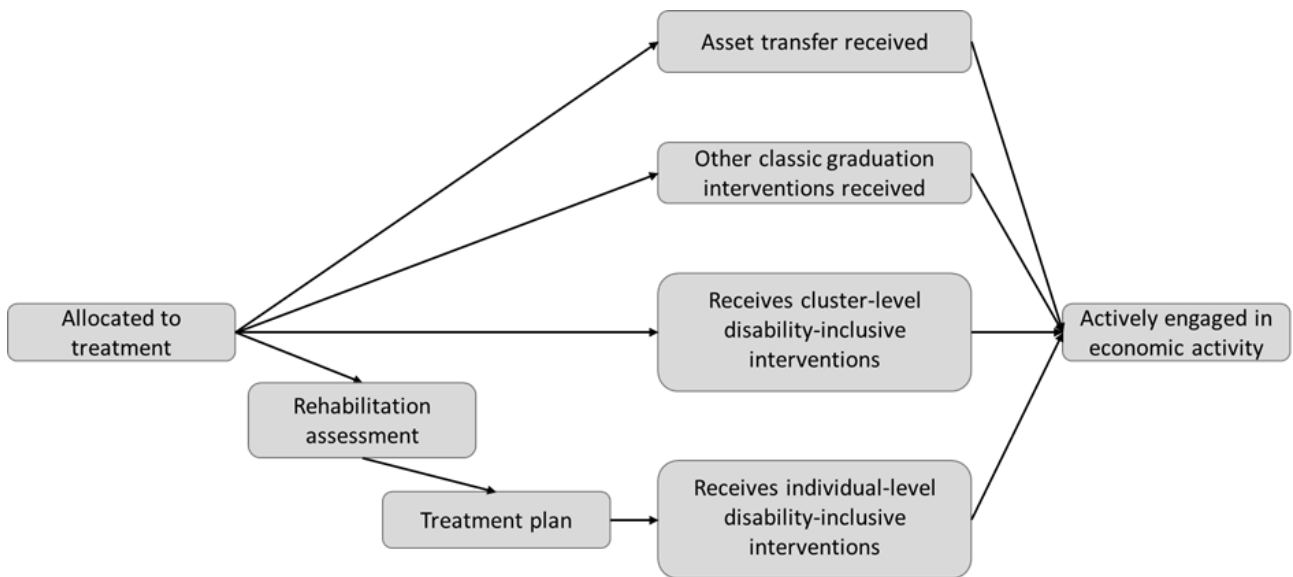 Asset transfer received
Other classic graduation
interventions received
Allocated to
treatment
Receives cluster-level
disability-inclusive
interventions
Actively engaged in
economic activity
Rehabilitation
assessment
Treatment plan
Receives individual-level
disability-inclusive
interventions